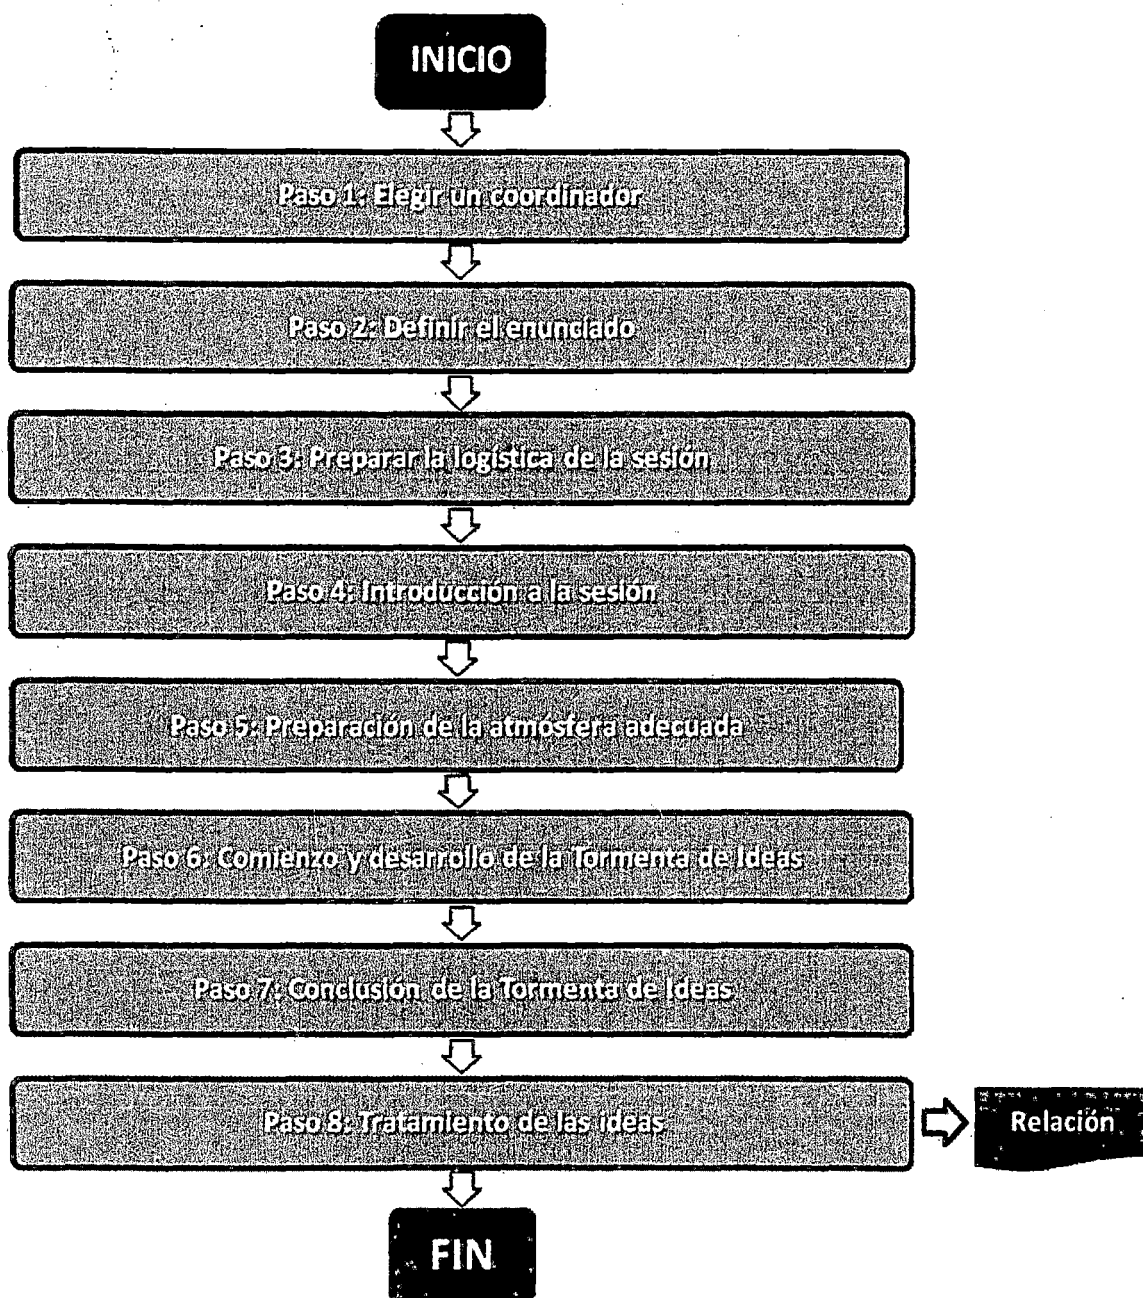 INICIO
Paso 1: Elegir un coordinador
Paso 2: Definir el enunciado
Paso 3: Preparar la logística de la sesión
Paso 4: Introducción a la sesión
Paso 5: Preparación de la atmósfera adecuada
Paso 6: Comienzo y desarrollo de la Tormenta de Ideas
Paso 7: Conclusión de la Tormenta de Ideas
Paso 8: Tratamiento de las ideas
Relación
FIN